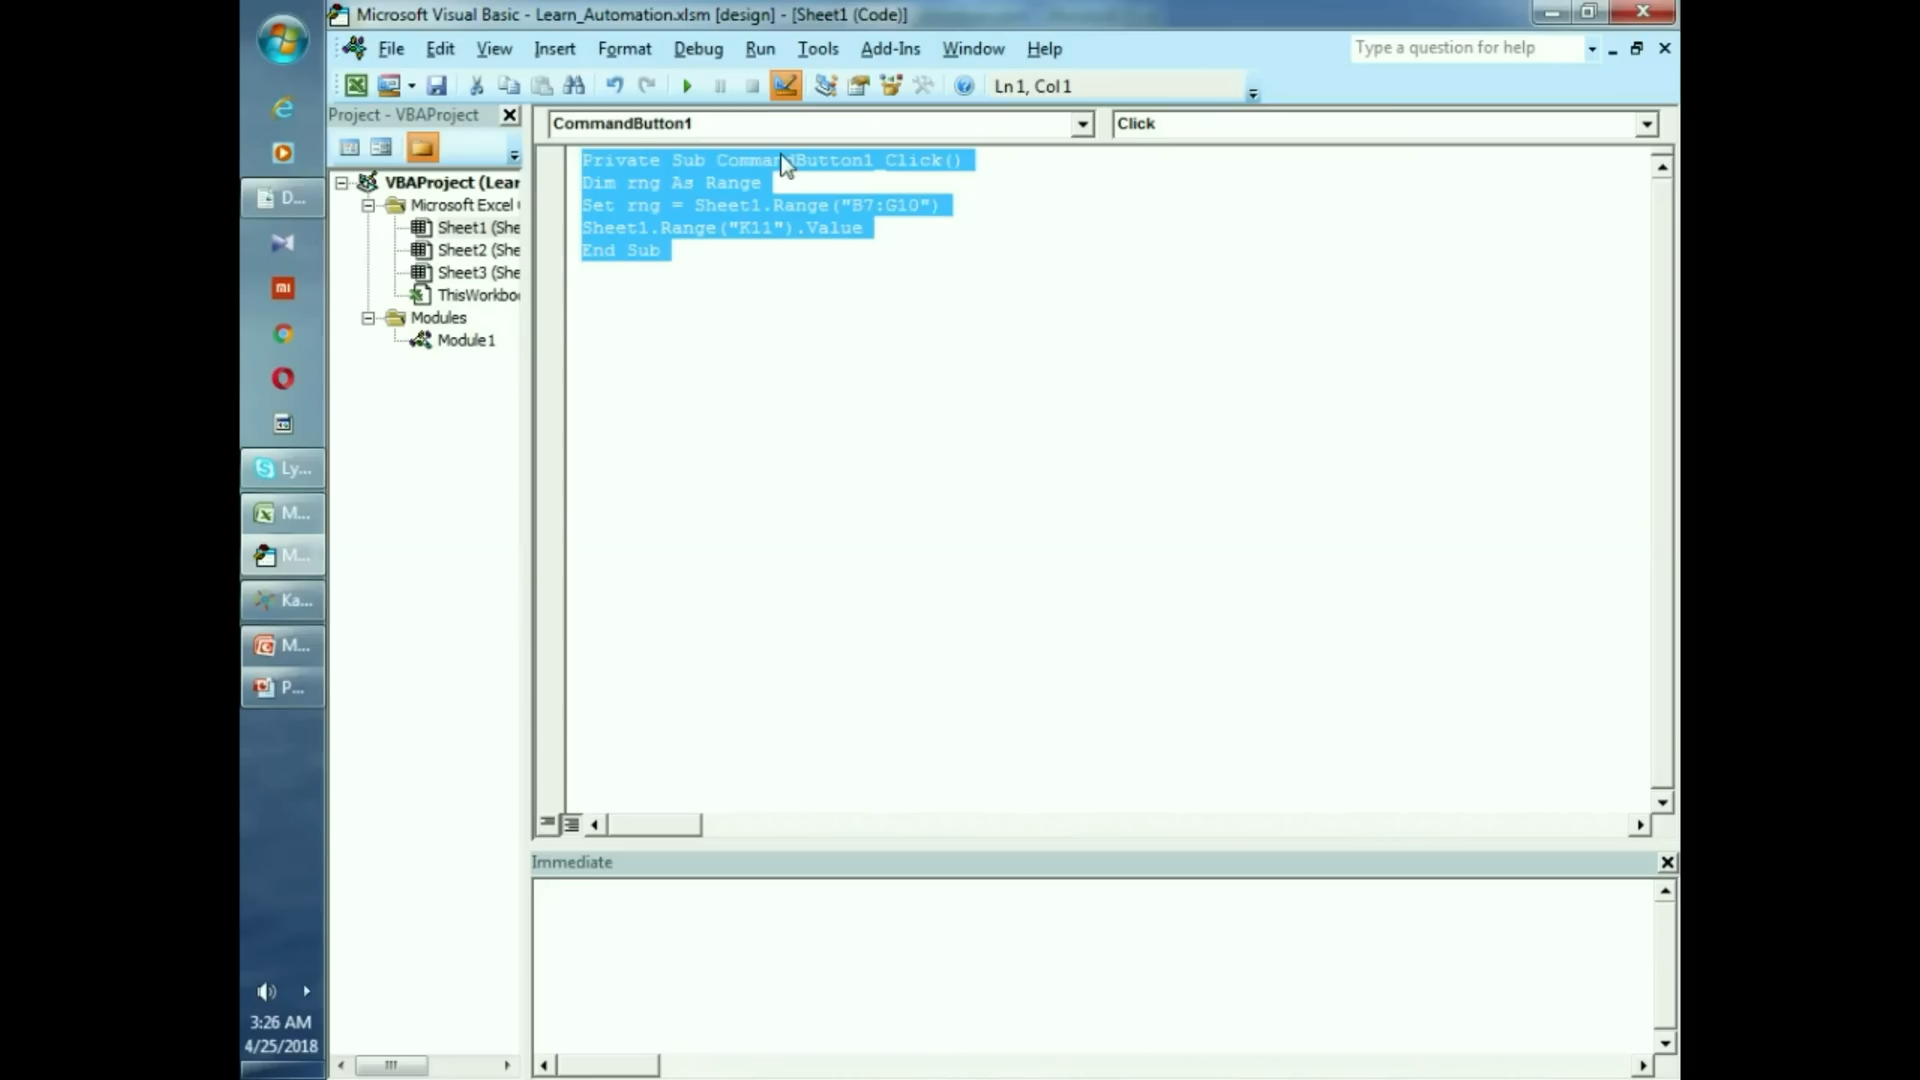 Microsoft Visual Basic - Learn_Automation.xlsm [design] - [Sheet1 (Code)]
File Edit View Insert Format Debug Run Tools Add-Ins Window Help
Type a question for help
Ln 1, Col 1
Project - VBAProject
CommandButton1
Click
VBAProject (Lear
Microsoft Excel
Sheet1 (She
Sheet2 (She
Sheet3 (She
ThisWorkbo
Modules
Module1
Private Sub CommandButton1_Click()
Dim rng As Range
Set rng = Sheet1.Range("B7:G10")
Sheet1.Range("K11").Value
End Sub
Immediate
D...
mi
Ly...
M...
M...
Ka...
M...
P...
3:26 AM
4/25/2018